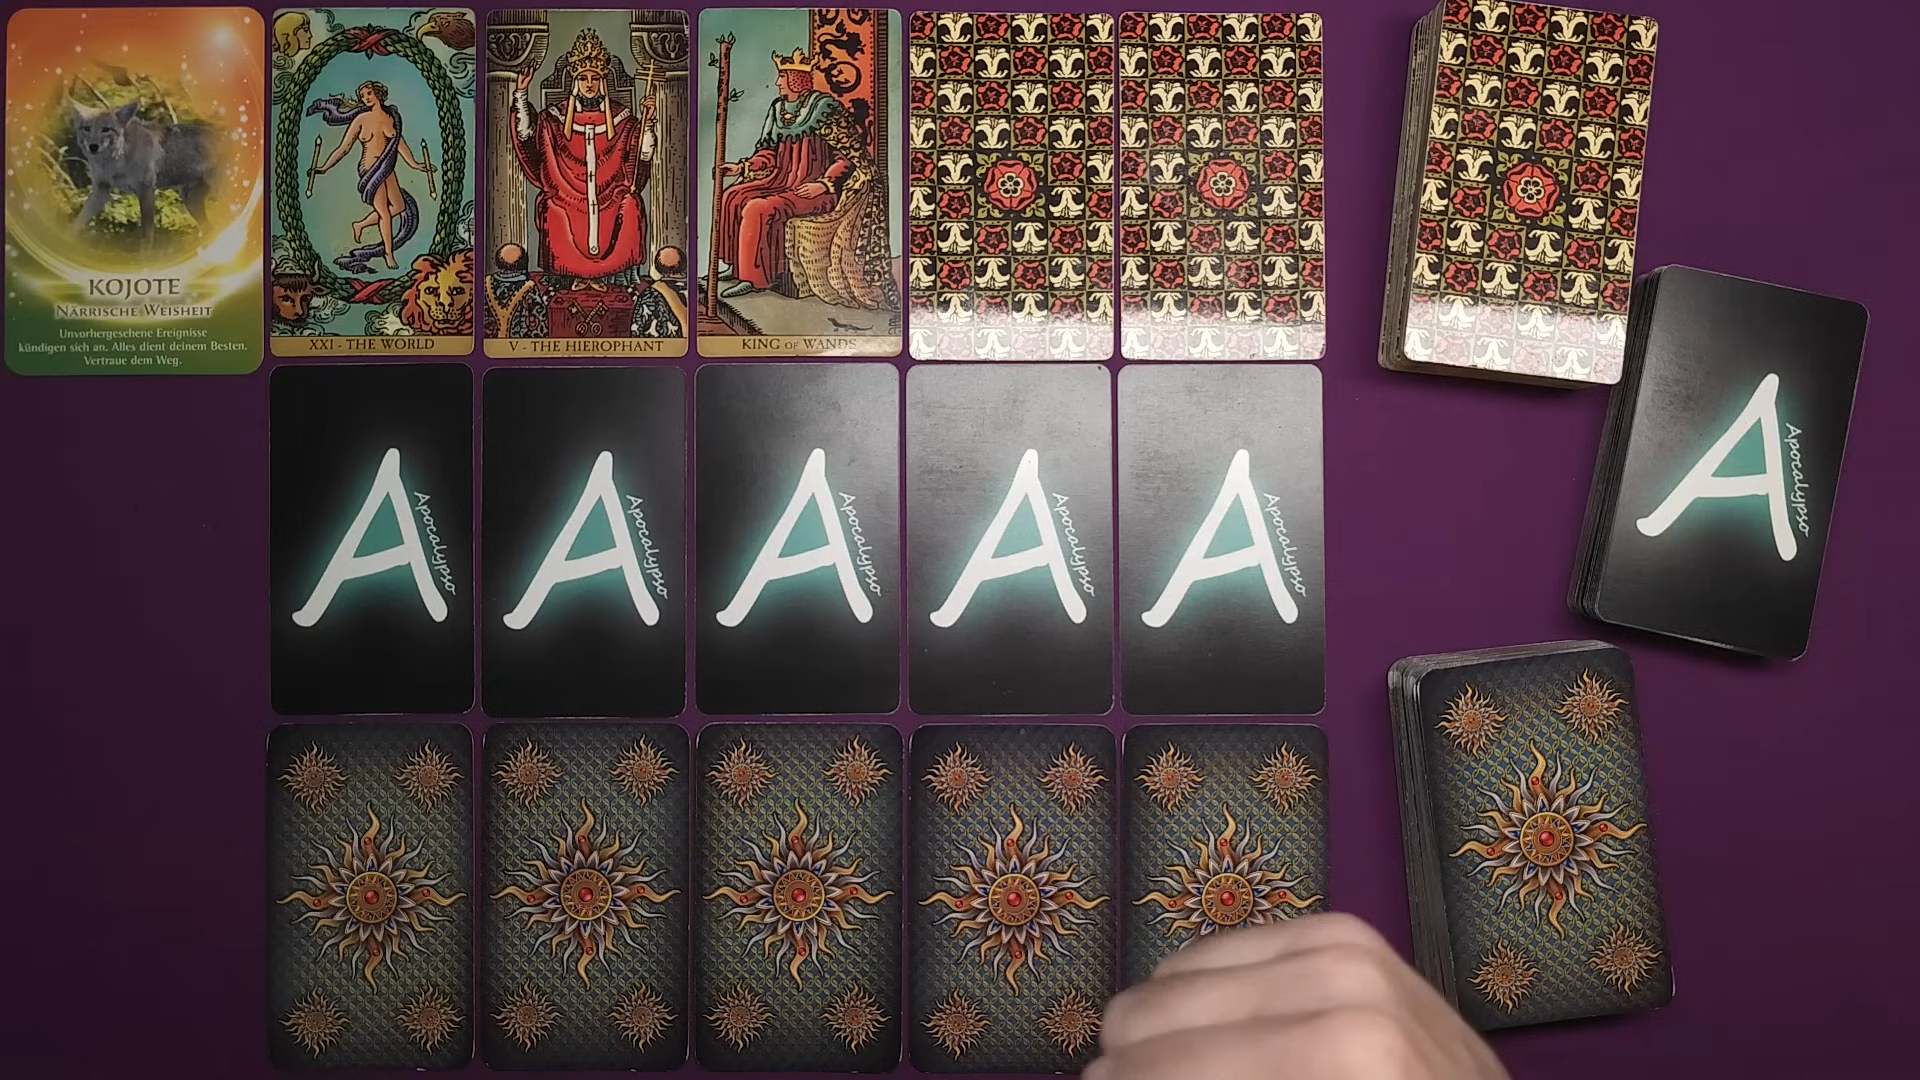 KOJOTE
NÄRRISCHE WEISHEIT
Unvorhergesehene Ereignisse
kündigen sich an. Alles dient deinem Besten.
Vertraue dem Weg.
XXI - THE WORLD
V - THE HIEROPHANT
KING OF WANDS
A Apocalypso
A Apocalypso
A Apocalypso
A Apocalypso
A Apocalypso
A Apocalypso